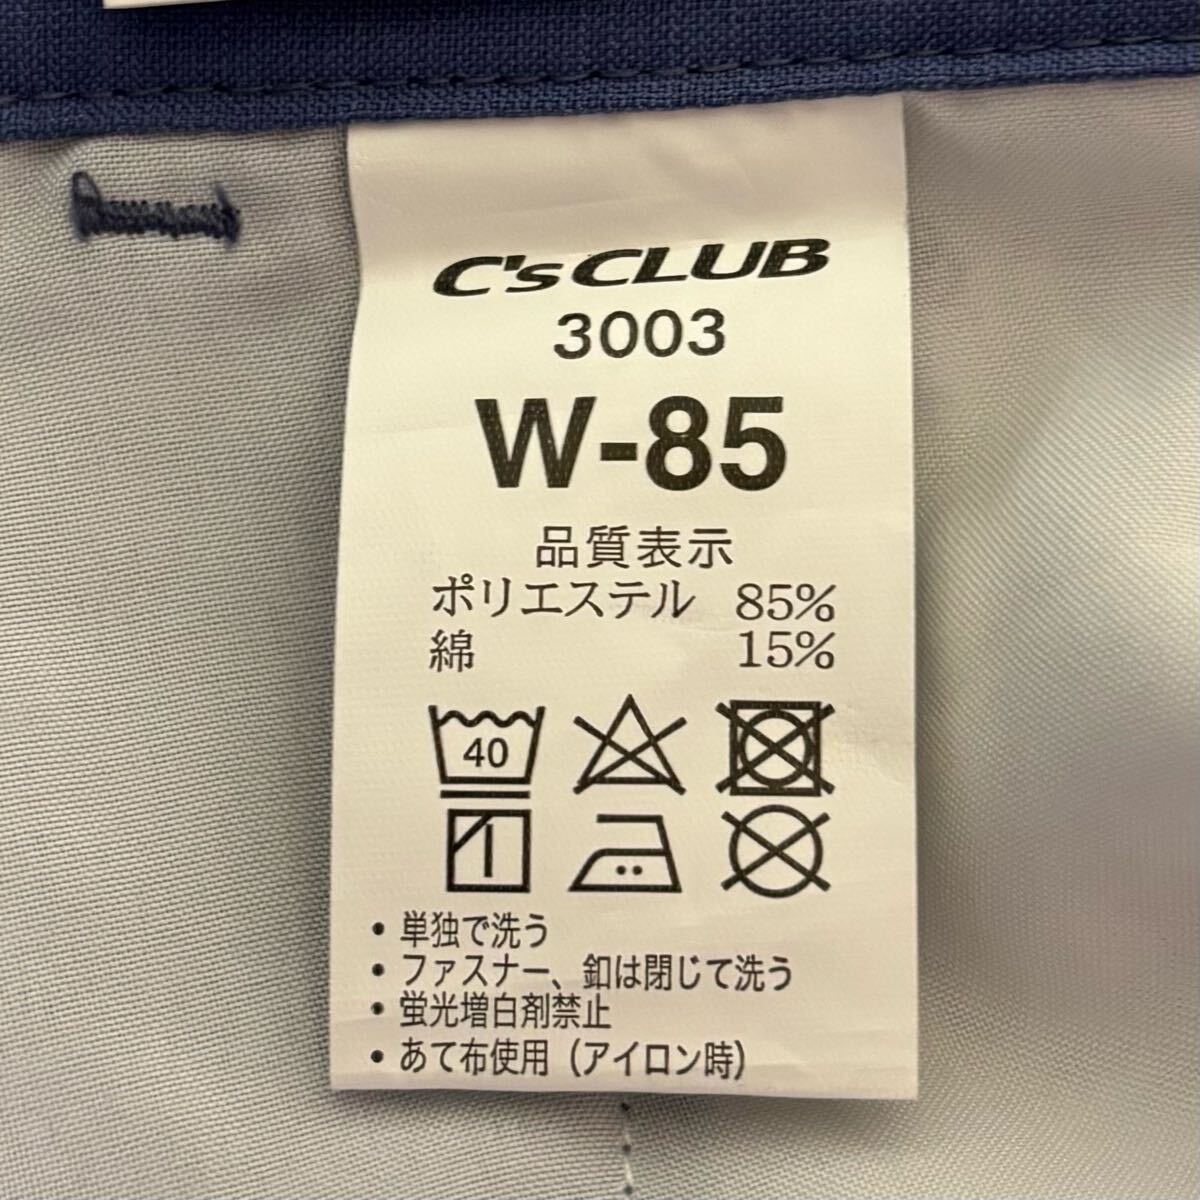 C's CLUB
3003
W-85
品質表示
ポリエステル 85%
綿 15%
40
・単独で洗う
・ファスナー、釦は閉じて洗う
・蛍光増白剤禁止
・あて布使用（アイロン時）